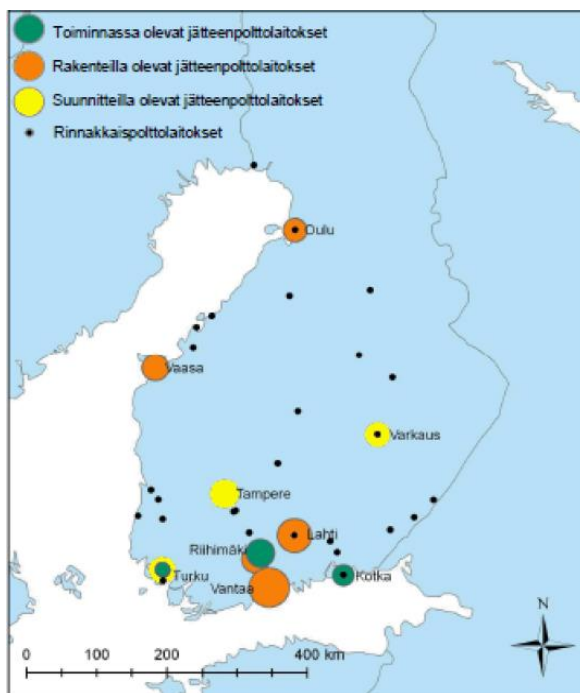 Toiminnassa olevat jätteenpolttolaitokset
Rakenteilla olevat jätteenpolttolaitokset
Suunnitteilla olevat jätteenpolttolaitokset
Rinnakkaispolttolaitokset
Oulu
Vaasa
Varkaus
Tampere
Lahti
Riihimäki
Turku
Kotka
Vantaa
N
0 100 200 400 km